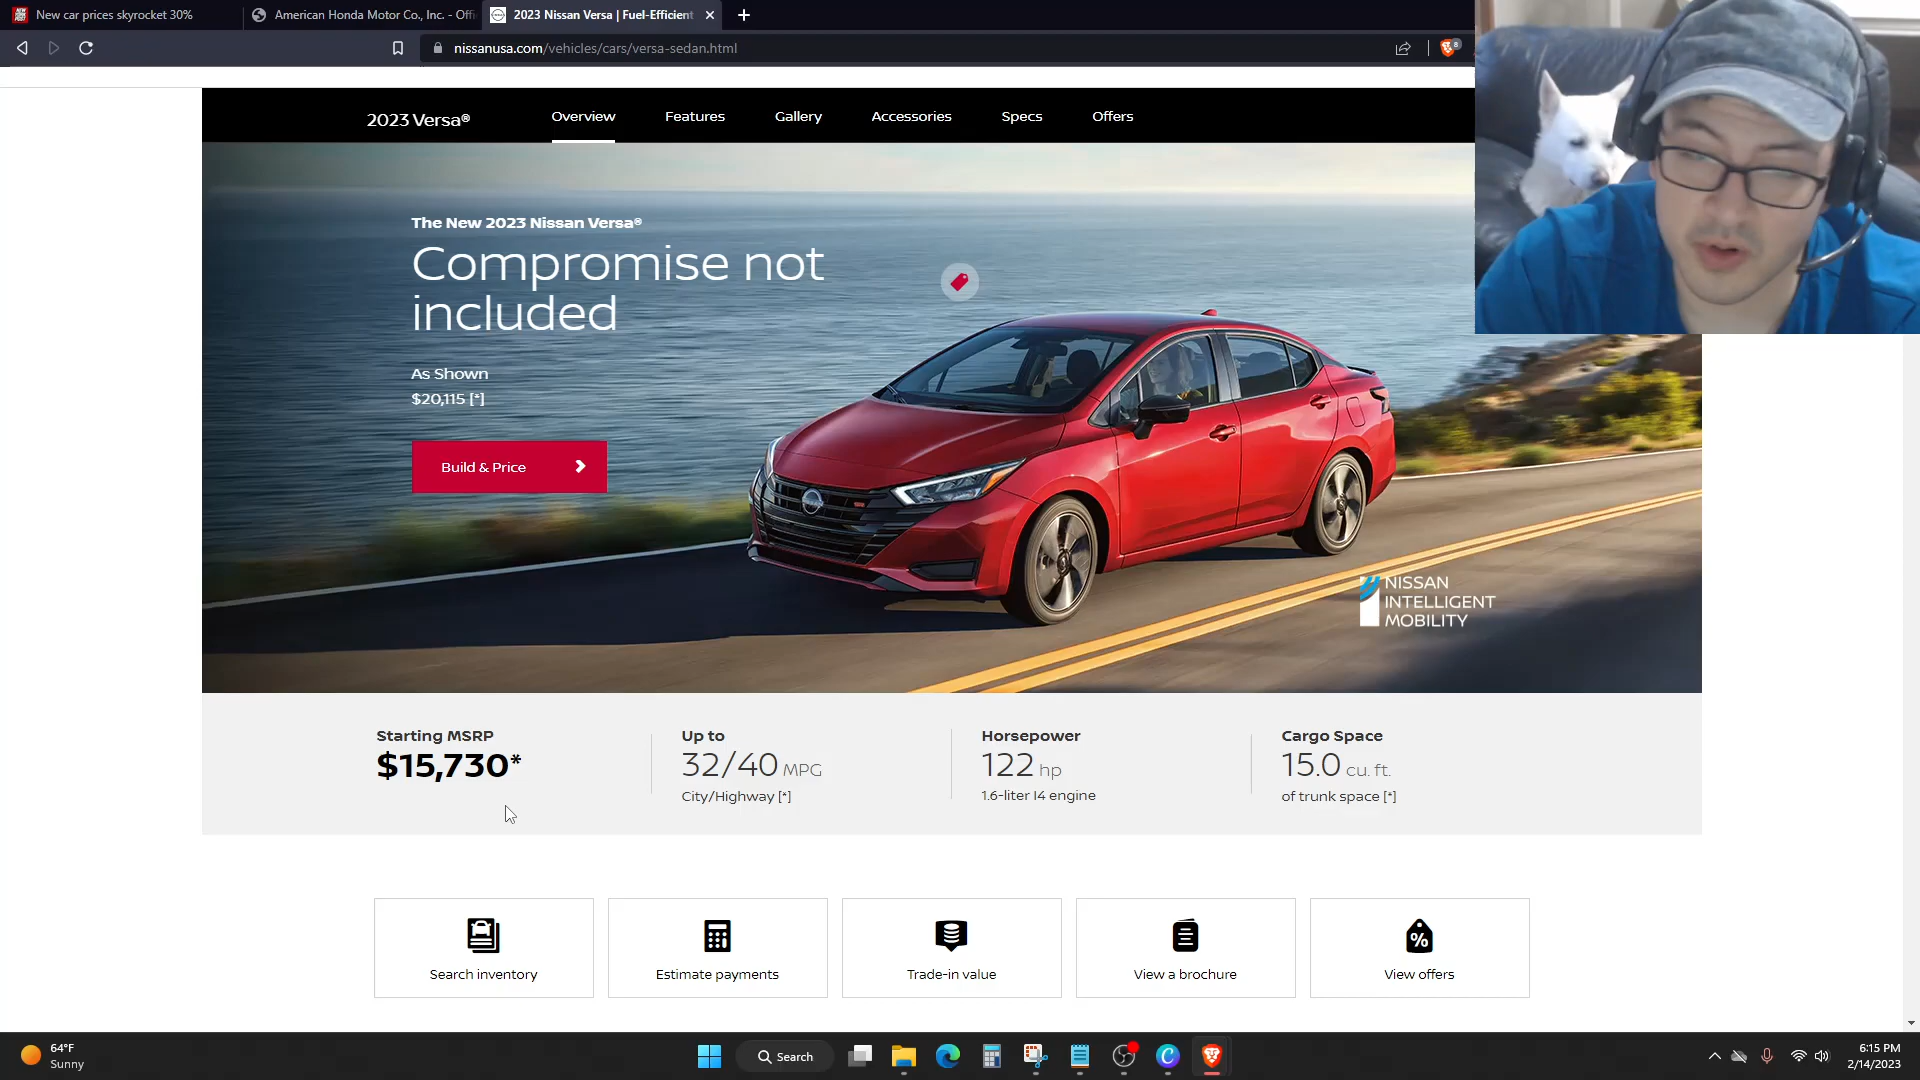 New car prices skyrocket 30%
American Honda Motor Co., Inc. - Offi
2023 Nissan Versa | Fuel-Efficient
nissanusa.com/vehicles/cars/versa-sedan.html
2023 Versa®
Overview
Features
Gallery
Accessories
Specs
Offers
The New 2023 Nissan Versa®
Compromise not
included
As Shown
$20,115 [*]
Build & Price
NISSAN
INTELLIGENT
MOBILITY
Starting MSRP
$15,730*
Up to
32/40 MPG
City/Highway [*]
Horsepower
122 hp
1.6-liter I4 engine
Cargo Space
15.0 cu. ft.
of trunk space [*]
Search inventory
Estimate payments
Trade-in value
View a brochure
View offers
64°F
Sunny
Search
6:15 PM
2/14/2023